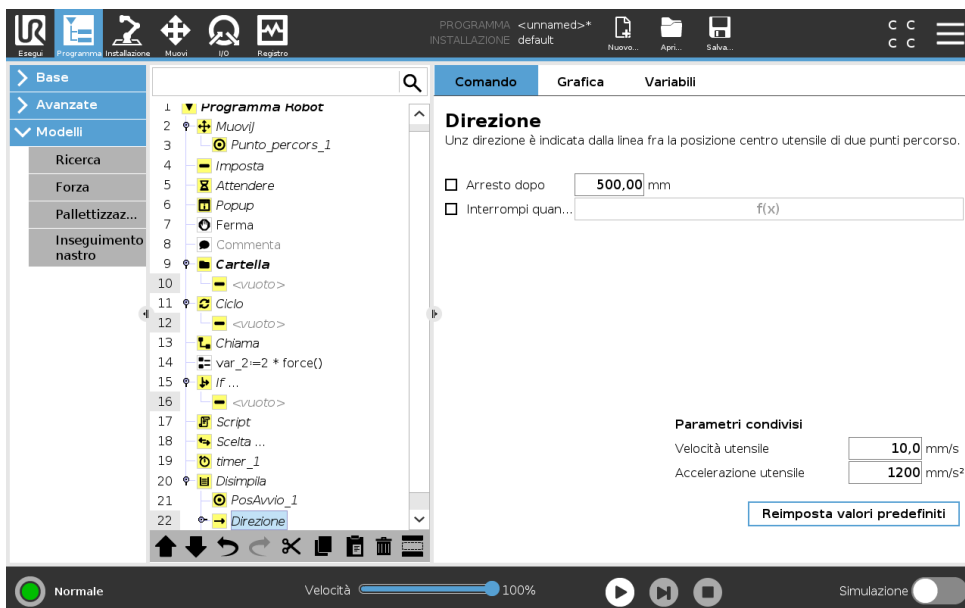 PROGRAMMA <unnamed>*
INSTALLAZIONE default
Esegui Programma Installazione Muovi I/O Registro Nuovo... Apri... Salva...
C C
C C
Base
Avanzate
Modelli
Ricerca
Forza
Pallettizzaz...
Inseguimento
nastro
1 Programma Robot
2 MuoviJ
3 Punto_percors_1
4 Imposta
5 Attendere
6 Popup
7 Ferma
8 Commenta
9 Cartella
10 <vuoto>
11 Ciclo
12 <vuoto>
13 Chiama
14 var_2:=2 * force()
15 If ...
16 <vuoto>
17 Script
18 Scelta ...
19 timer_1
20 Disimpila
21 PosAvvio_1
22 Direzione
Comando Grafica Variabili
Direzione
Unz direzione è indicata dalla linea fra la posizione centro utensile di due punti percorso.
Arresto dopo 500,00 mm
Interrompi quan... f(x)
Parametri condivisi
Velocità utensile 10,0 mm/s
Accelerazione utensile 1200 mm/s²
Reimposta valori predefiniti
Normale Velocità 100% Simulazione